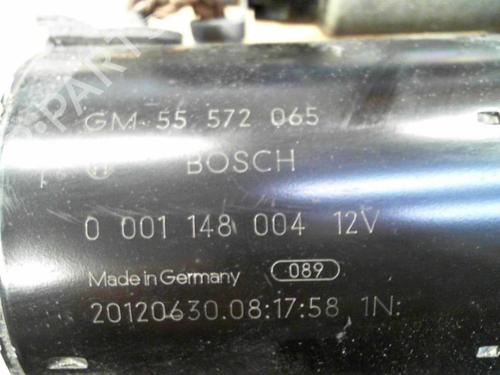 GM 55 572 065
BOSCH
0 001 148 004 12V
Made in Germany 089
20120630.08:17:58 1N: